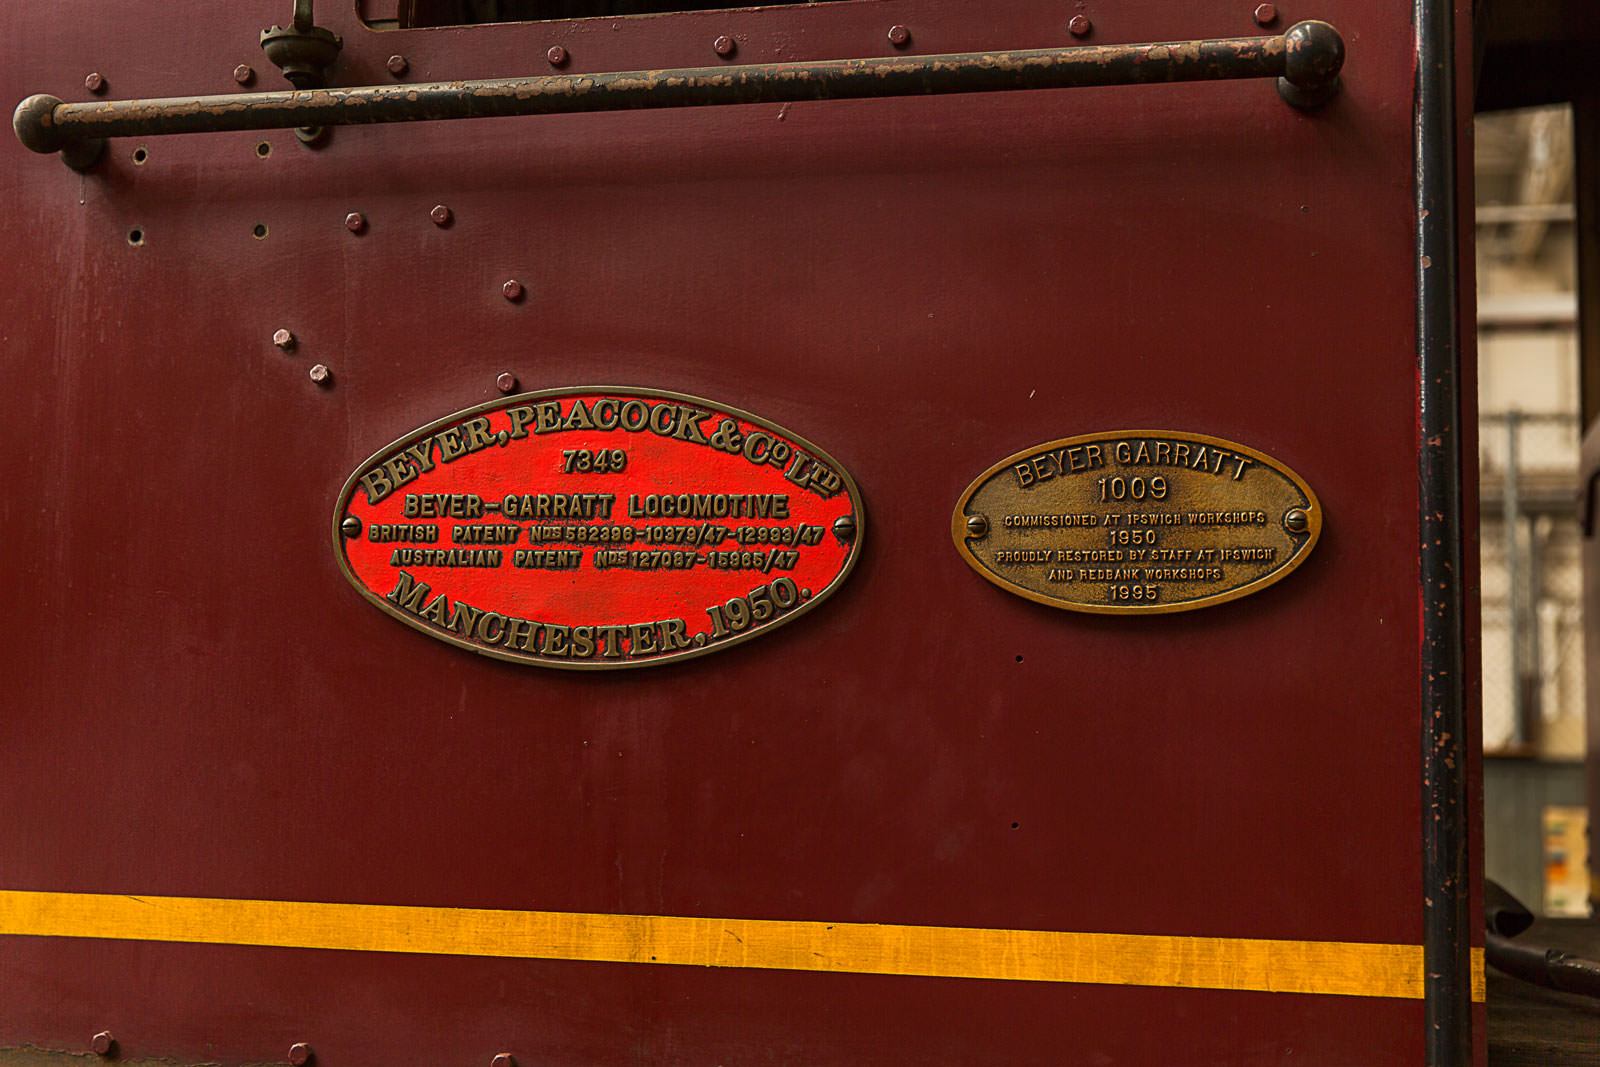 BEYER, PEACOCK & CO LTD
7349
BEYER-GARRATT LOCOMOTIVE
BRITISH PATENT NOS 582396-10379/47-12993/47
AUSTRALIAN PATENT NOS 127087-15965/47
MANCHESTER, 1950.
BEYER GARRATT
1009
COMMISSIONED AT IPSWICH WORKSHOPS
1950
PROUDLY RESTORED BY STAFF AT IPSWICH
AND REDBANK WORKSHOPS
1995